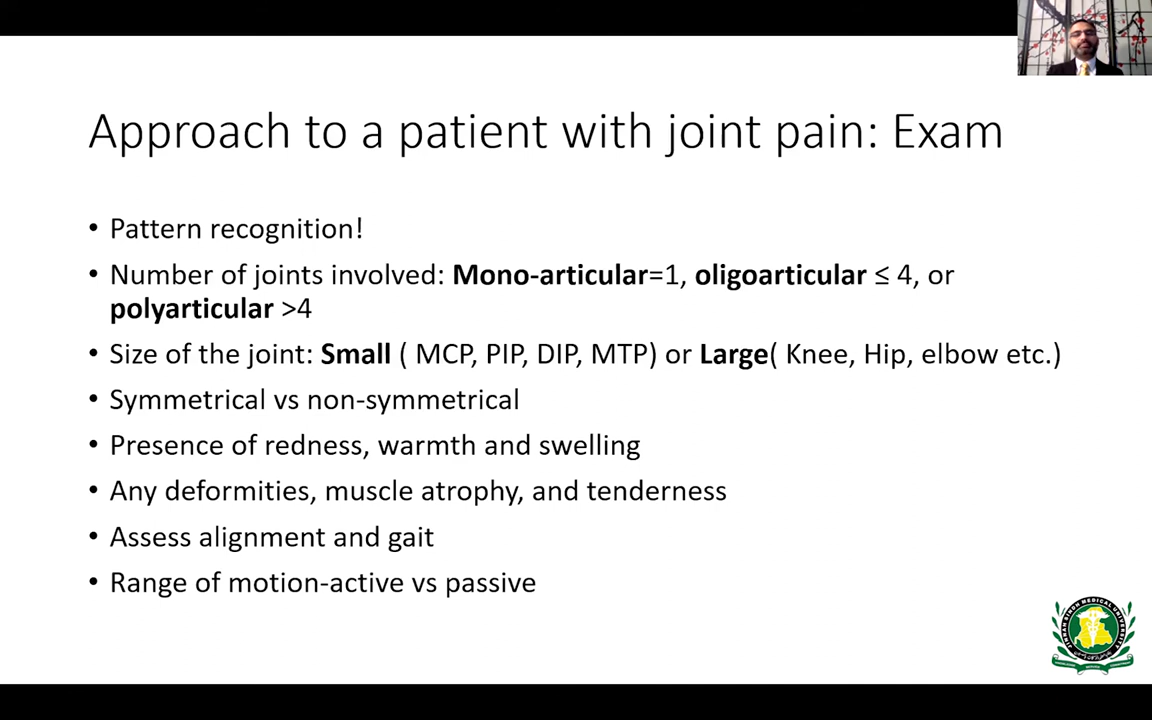 Approach to a patient with joint pain: Exam
• Pattern recognition!
• Number of joints involved: Mono-articular=1, oligoarticular ≤ 4, or
polyarticular >4
• Size of the joint: Small ( MCP, PIP, DIP, MTP) or Large( Knee, Hip, elbow etc.)
• Symmetrical vs non-symmetrical
• Presence of redness, warmth and swelling
• Any deformities, muscle atrophy, and tenderness
• Assess alignment and gait
• Range of motion-active vs passive
SINDH MEDICAL UNIVERSITY